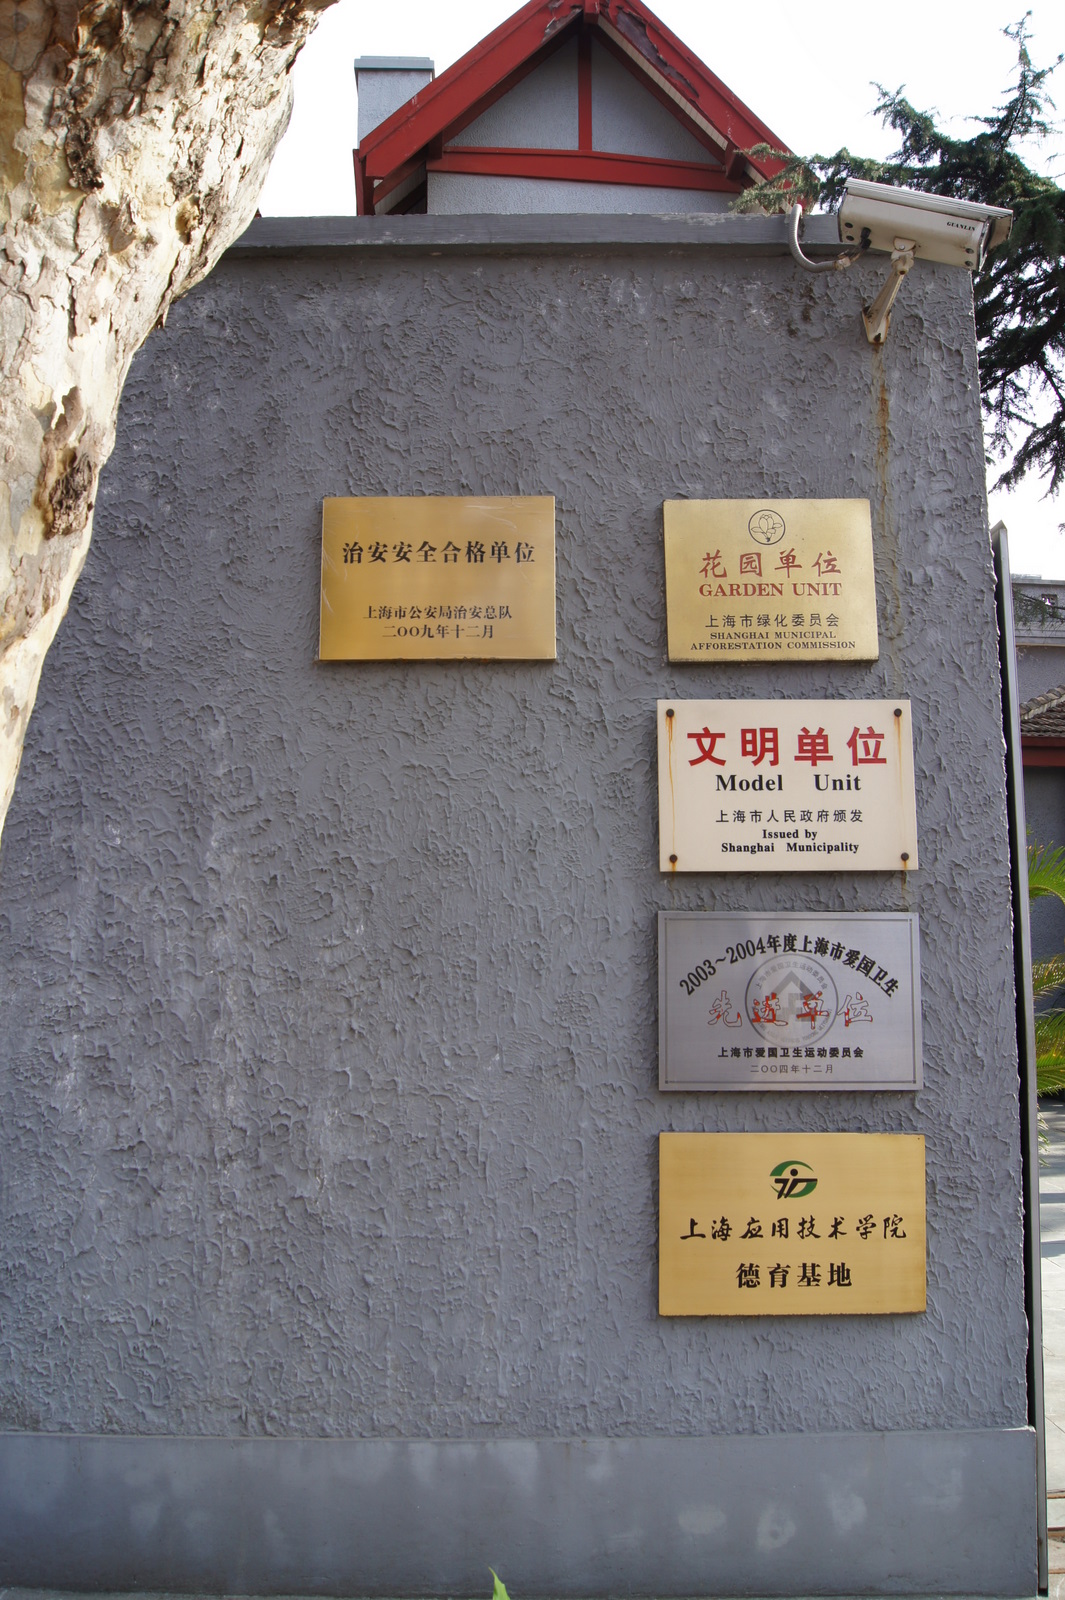 GUANLIN
治安安全合格单位
上海市公安局治安总队
二〇〇九年十二月
花园单位
GARDEN UNIT
上海市绿化委员会
SHANGHAI MUNICIPAL
AFFORESTATION COMMISSION
文明单位
Model Unit
上海市人民政府颁发
Issued by
Shanghai Municipality
2003~2004年度上海市爱国卫生
先进单位
上海市爱国卫生运动委员会
二〇〇四年十二月
上海应用技术学院
德育基地